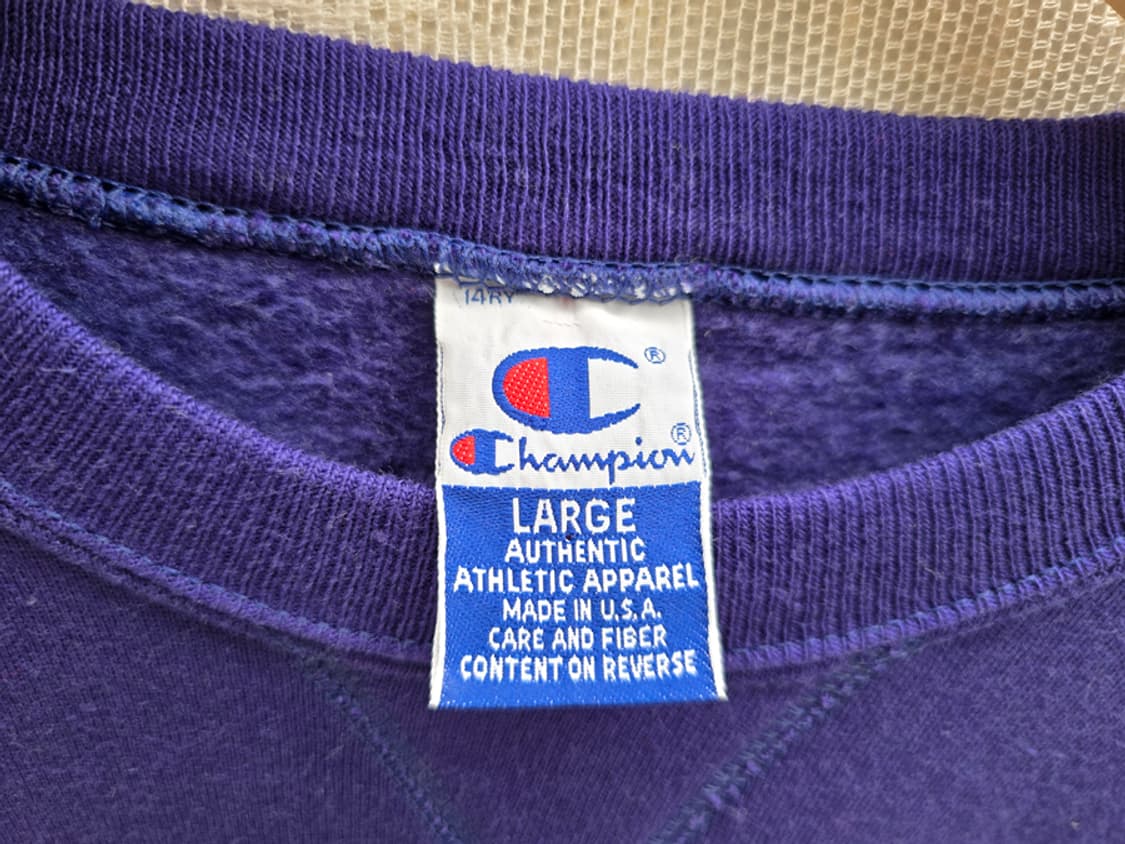 14RY
®
Champion®
LARGE
AUTHENTIC
ATHLETIC APPAREL
MADE IN U.S.A.
CARE AND FIBER
CONTENT ON REVERSE